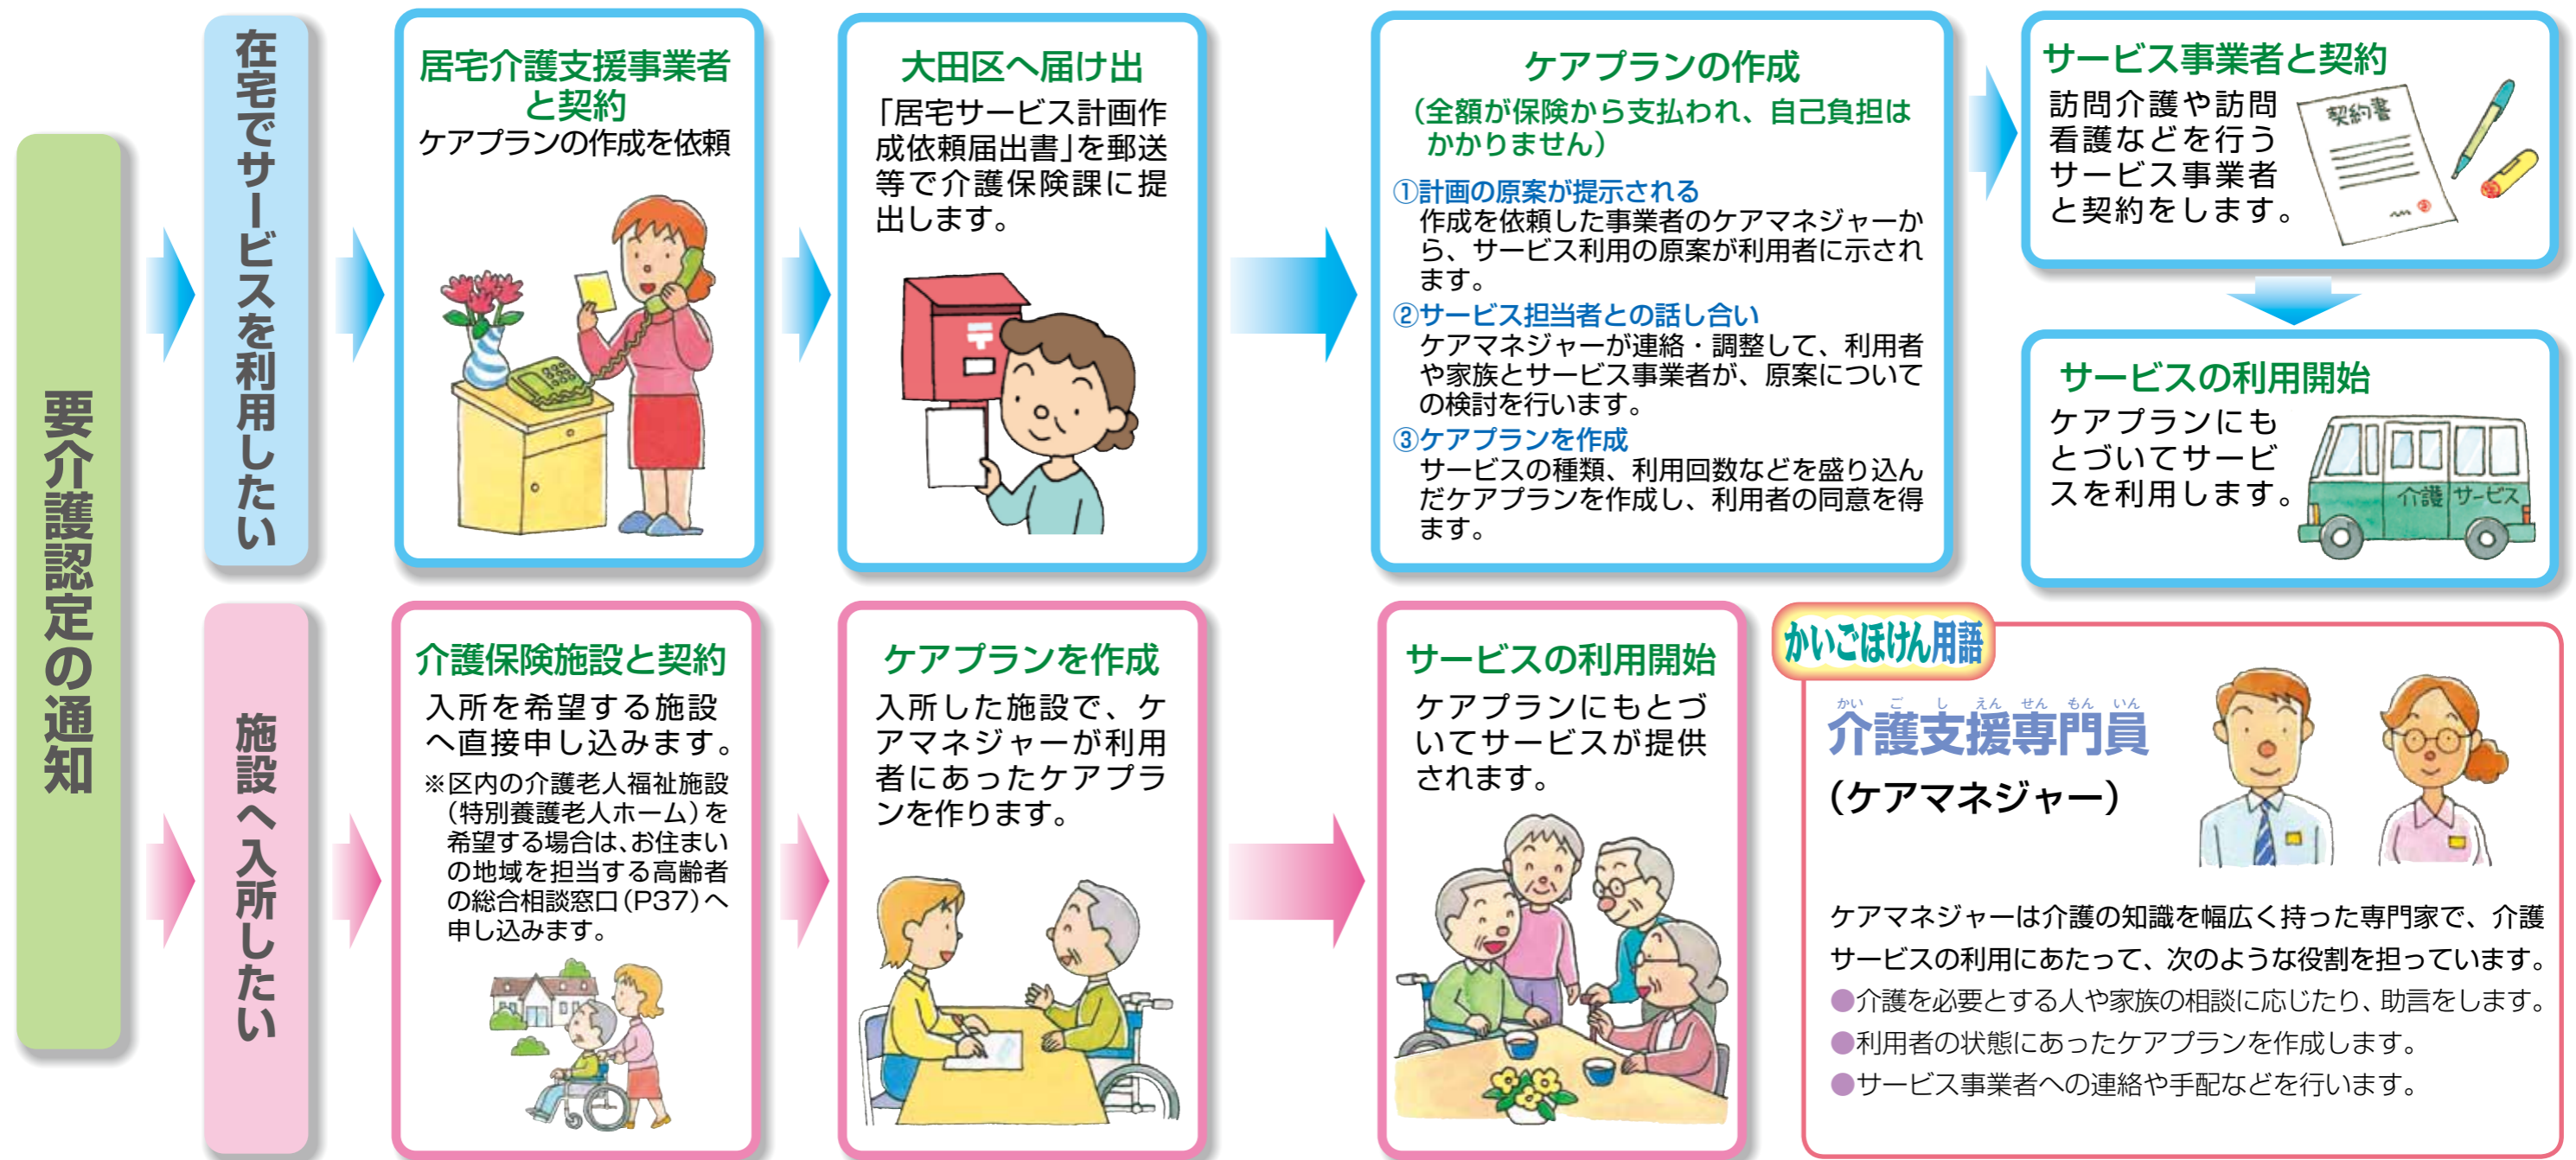 要介護認定の通知
在宅でサービスを利用したい
居宅介護支援事業者
と契約
ケアプランの作成を依頼
大田区へ届け出
「居宅サービス計画作
成依頼届出書」を郵送
等で介護保険課に提
出します。
ケアプランの作成
（全額が保険から支払われ、自己負担は
かかりません）
①計画の原案が提示される
作成を依頼した事業者のケアマネジャーか
ら、サービス利用の原案が利用者に示され
ます。
②サービス担当者との話し合い
ケアマネジャーが連絡・調整して、利用者
や家族とサービス事業者が、原案について
の検討を行います。
③ケアプランを作成
サービスの種類、利用回数などを盛り込ん
だケアプランを作成し、利用者の同意を得
ます。
サービス事業者と契約
訪問介護や訪問
看護などを行う
サービス事業者
と契約をします。
契約書
サービスの利用開始
ケアプランにも
とづいてサービ
スを利用します。
介護サービス
施設へ入所したい
介護保険施設と契約
入所を希望する施設
へ直接申し込みます。
※区内の介護老人福祉施設
（特別養護老人ホーム）を
希望する場合は、お住まい
の地域を担当する高齢者
の総合相談窓口（P37）へ
申し込みます。
ケアプランを作成
入所した施設で、ケ
アマネジャーが利用
者にあったケアプラ
ンを作ります。
サービスの利用開始
ケアプランにもとづ
いてサービスが提供
されます。
かいごほけん用語
かい ご し えん せん もん いん
介護支援専門員
（ケアマネジャー）
ケアマネジャーは介護の知識を幅広く持った専門家で、介護
サービスの利用にあたって、次のような役割を担っています。
●介護を必要とする人や家族の相談に応じたり、助言をします。
●利用者の状態にあったケアプランを作成します。
●サービス事業者への連絡や手配などを行います。